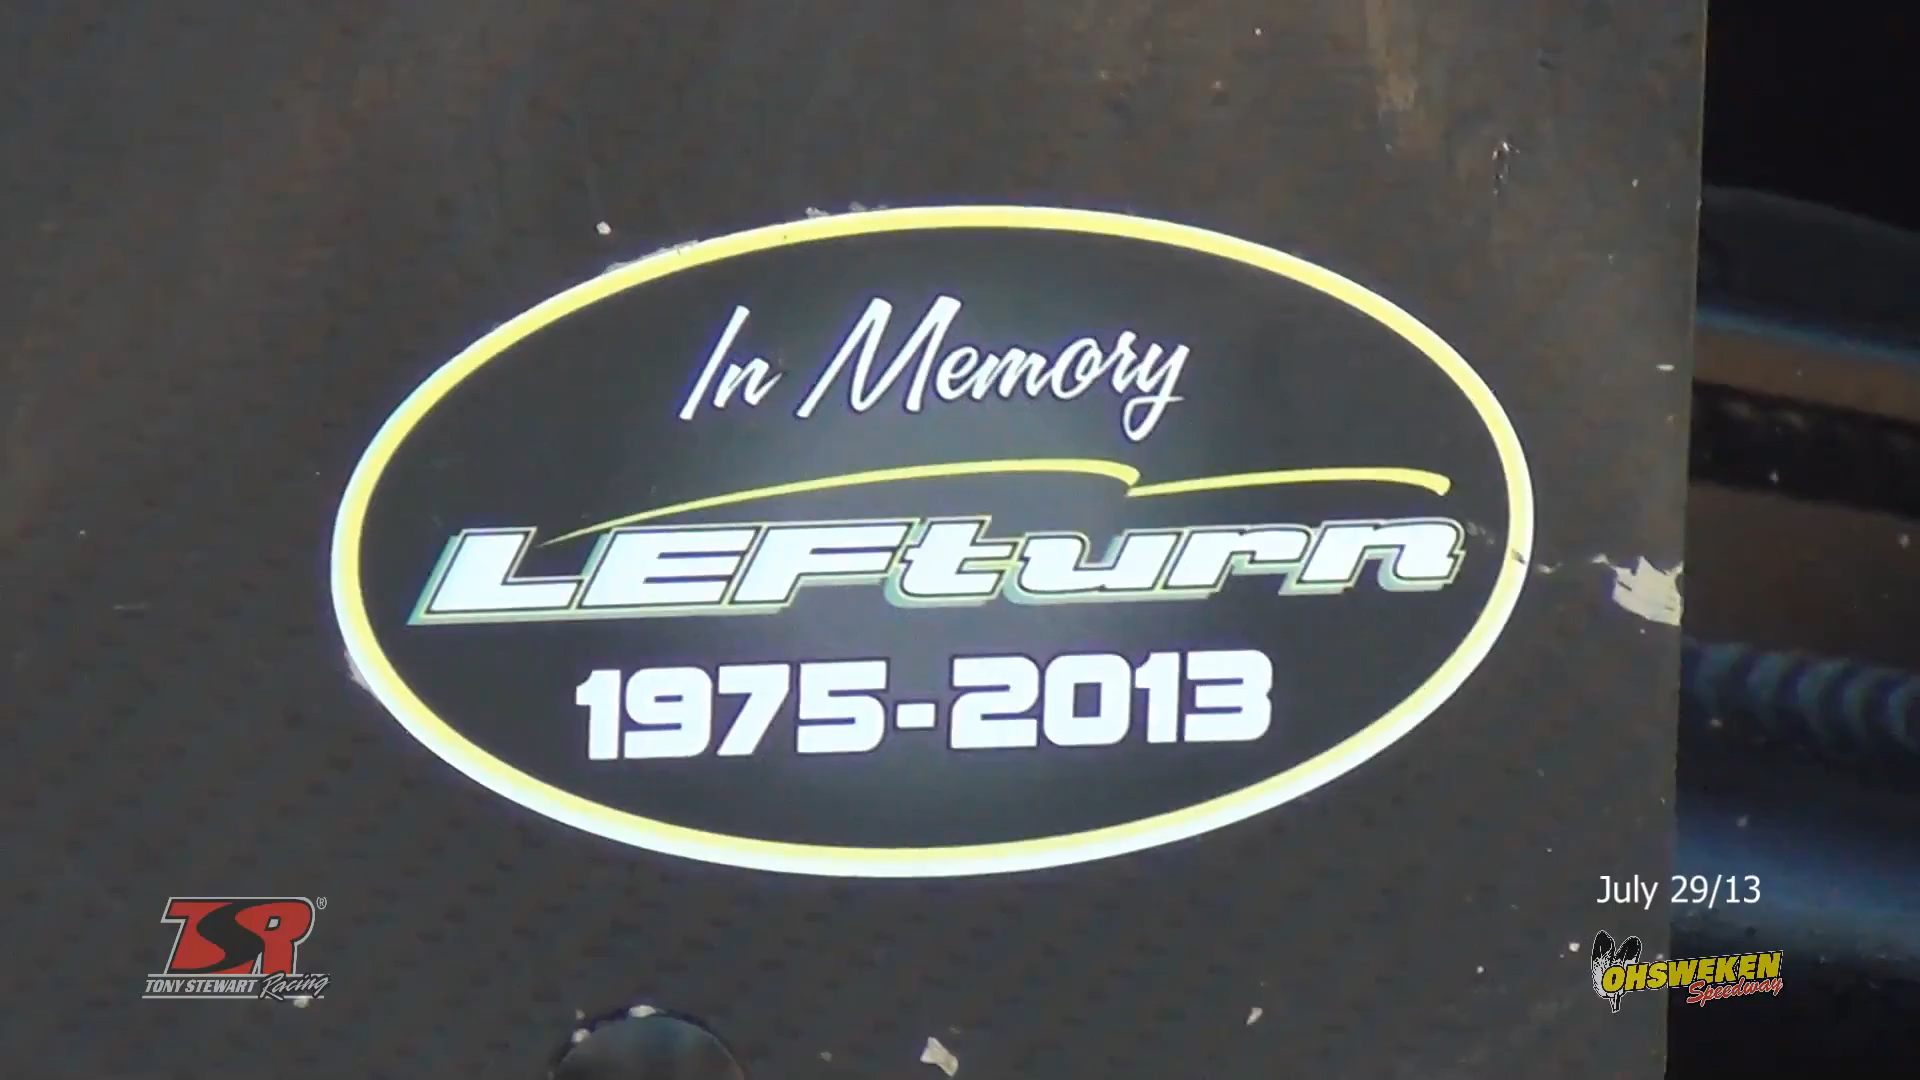 In Memory
LEFturn
1975-2013
July 29/13
TSR®
TONY STEWART Racing
OHSWEKEN
Speedway